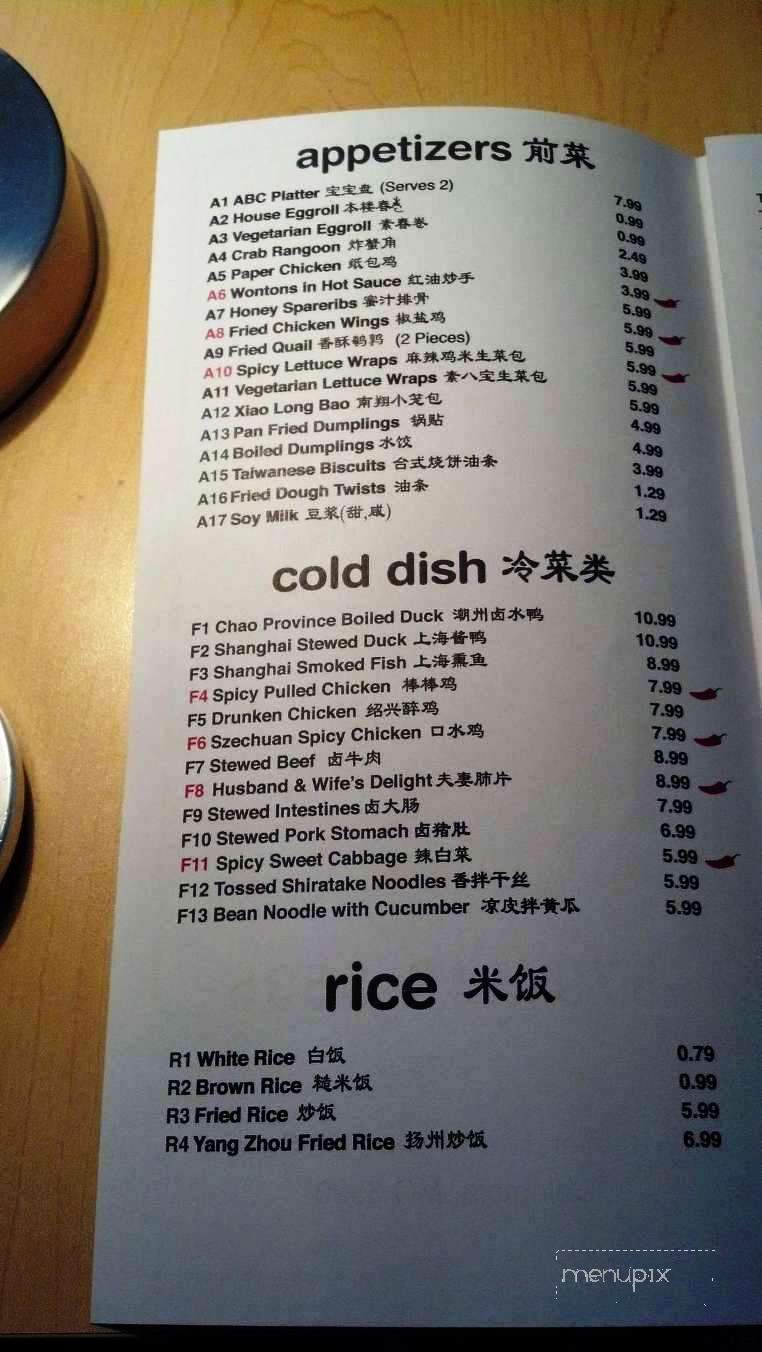 appetizers 前菜
A1 ABC Platter 宝宝盘 (Serves 2) 7.99
A2 House Eggroll 本楼春卷 0.99
A3 Vegetarian Eggroll 素春卷 0.99
A4 Crab Rangoon 炸蟹角 2.49
A5 Paper Chicken 纸包鸡 3.99
A6 Wontons in Hot Sauce 红油炒手 3.99
A7 Honey Spareribs 蜜汁排骨 5.99
A8 Fried Chicken Wings 椒盐鸡 5.99
A9 Fried Quail 香酥鹌鹑 (2 Pieces) 5.99
A10 Spicy Lettuce Wraps 麻辣鸡米生菜包 5.99
A11 Vegetarian Lettuce Wraps 素八宝生菜包 5.99
A12 Xiao Long Bao 南翔小笼包 5.99
A13 Pan Fried Dumplings 锅贴 4.99
A14 Boiled Dumplings 水饺 4.99
A15 Taiwanese Biscuits 台式烧饼油条 3.99
A16 Fried Dough Twists 油条 1.29
A17 Soy Milk 豆浆(甜,咸) 1.29
cold dish 冷菜类
F1 Chao Province Boiled Duck 潮州卤水鸭 10.99
F2 Shanghai Stewed Duck 上海酱鸭 10.99
F3 Shanghai Smoked Fish 上海熏鱼 8.99
F4 Spicy Pulled Chicken 棒棒鸡 7.99
F5 Drunken Chicken 绍兴醉鸡 7.99
F6 Szechuan Spicy Chicken 口水鸡 7.99
F7 Stewed Beef 卤牛肉 8.99
F8 Husband & Wife's Delight 夫妻肺片 8.99
F9 Stewed Intestines 卤大肠 7.99
F10 Stewed Pork Stomach 卤猪肚 6.99
F11 Spicy Sweet Cabbage 辣白菜 5.99
F12 Tossed Shiratake Noodles 香拌干丝 5.99
F13 Bean Noodle with Cucumber 凉皮拌黄瓜 5.99
rice 米饭
R1 White Rice 白饭 0.79
R2 Brown Rice 糙米饭 0.99
R3 Fried Rice 炒饭 5.99
R4 Yang Zhou Fried Rice 扬州炒饭 6.99
menupix